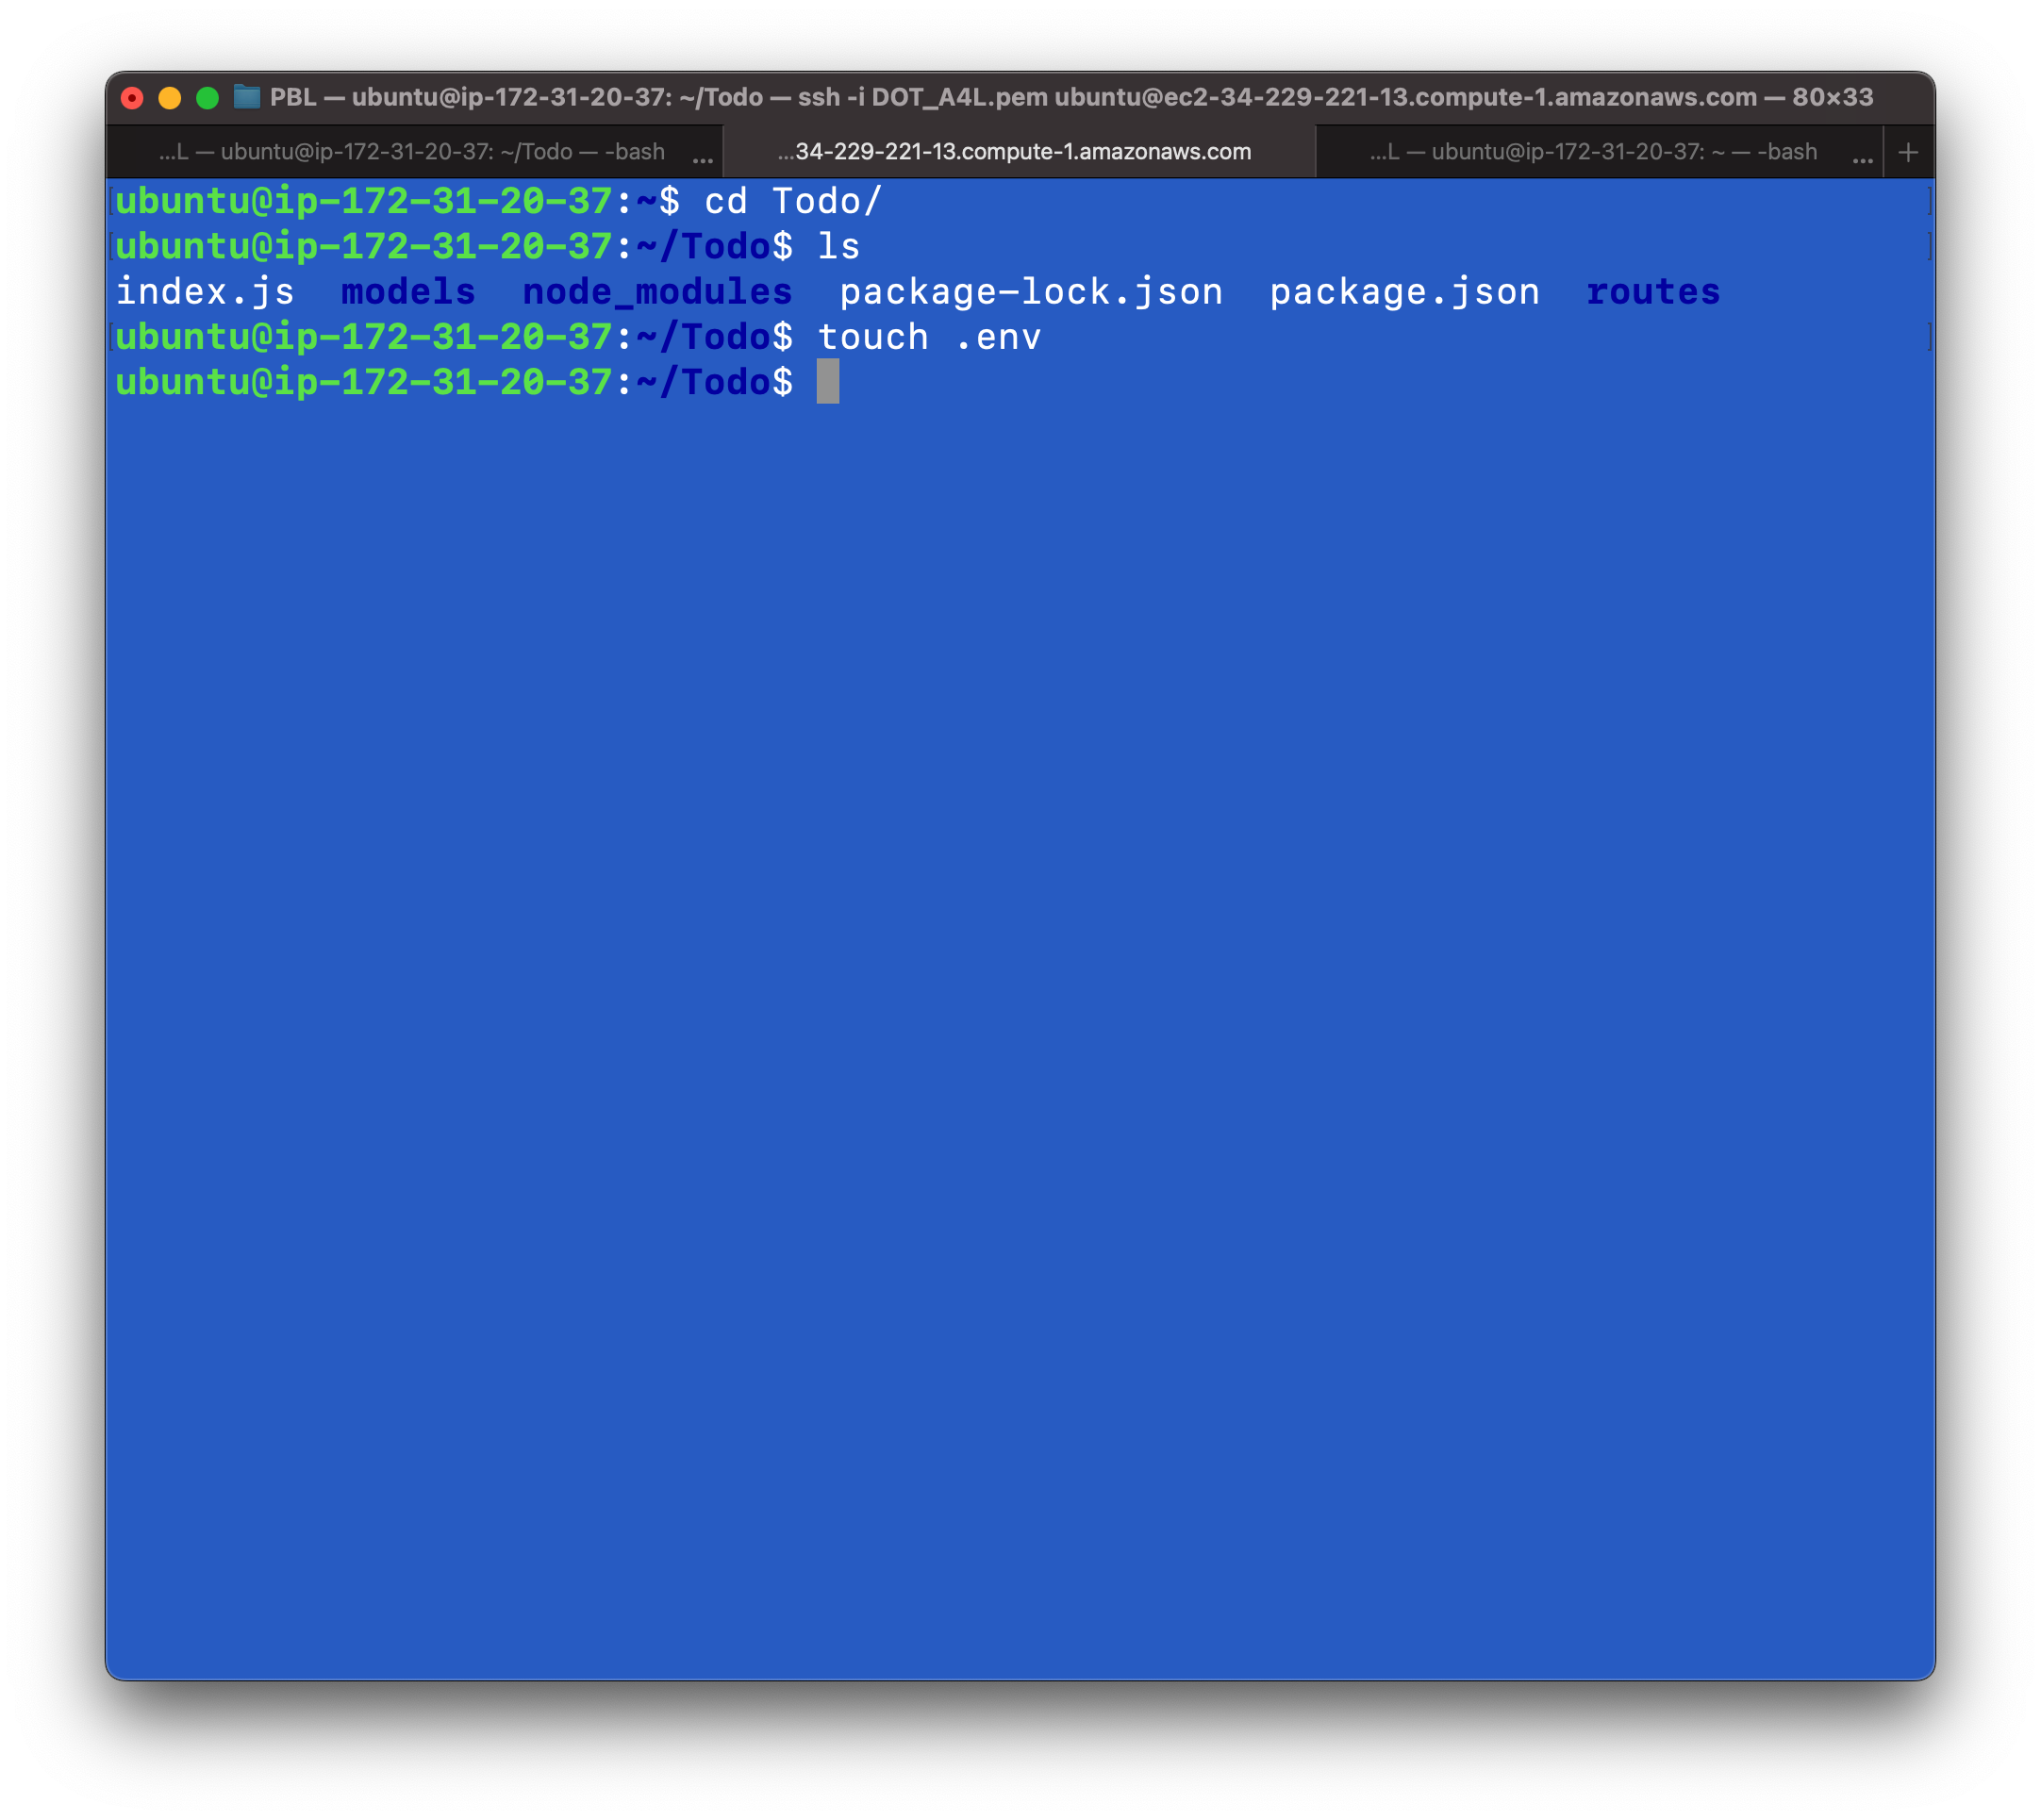 PBL — ubuntu@ip-172-31-20-37: ~/Todo — ssh -i DOT_A4L.pem ubuntu@ec2-34-229-221-13.compute-1.amazonaws.com — 80×33
...L — ubuntu@ip-172-31-20-37: ~/Todo — -bash ... ...34-229-221-13.compute-1.amazonaws.com ...L — ubuntu@ip-172-31-20-37: ~ — -bash ... +
[ubuntu@ip-172-31-20-37:~$ cd Todo/ ]
[ubuntu@ip-172-31-20-37:~/Todo$ ls ]
index.js models node_modules package-lock.json package.json routes
[ubuntu@ip-172-31-20-37:~/Todo$ touch .env ]
ubuntu@ip-172-31-20-37:~/Todo$